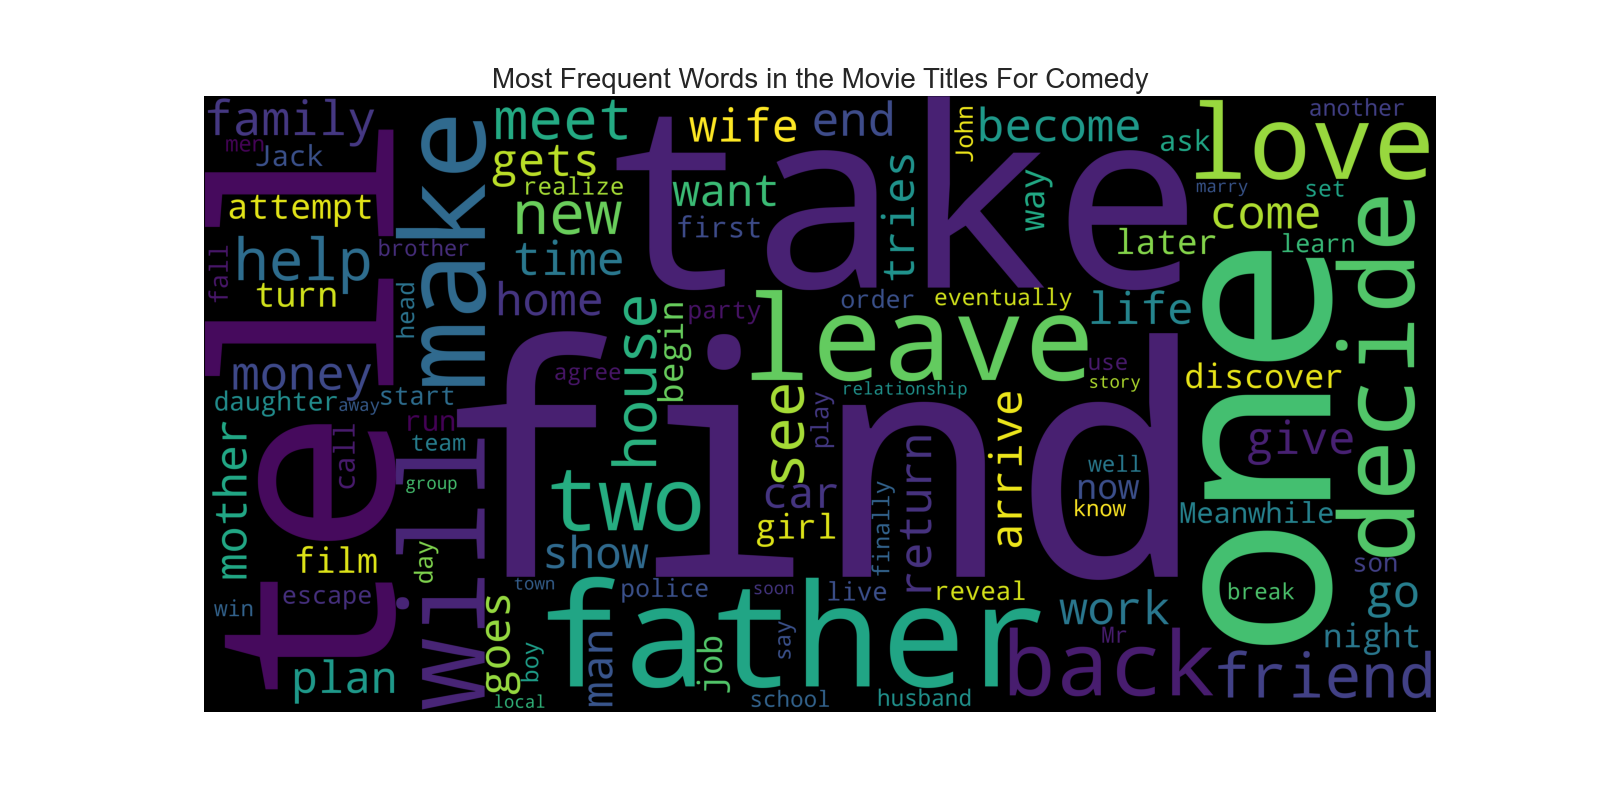 Most Frequent Words in the Movie Titles For Comedy
family
men
Jack
attempt
help
brother
fall
turn
head
money
daughter
away
start
tell
make
meet
gets
realize
new
time
home
wife
end
want
first
tries
take
John
become
way
ask
love
another
marry
set
come
later
learn
decide
one
life
eventually
order
party
begin
house
agree
leave
use
story
discover
relationship
play
see
find
run
team
call
mother
group
will
two
car
girl
arrive
return
finally
well
now
know
give
Meanwhile
film
day
show
town
police
soon
live
reveal
son
break
go
win
escape
plan
goes
boy
local
man
father
job
say
school
husband
work
Mr
back
friend
night